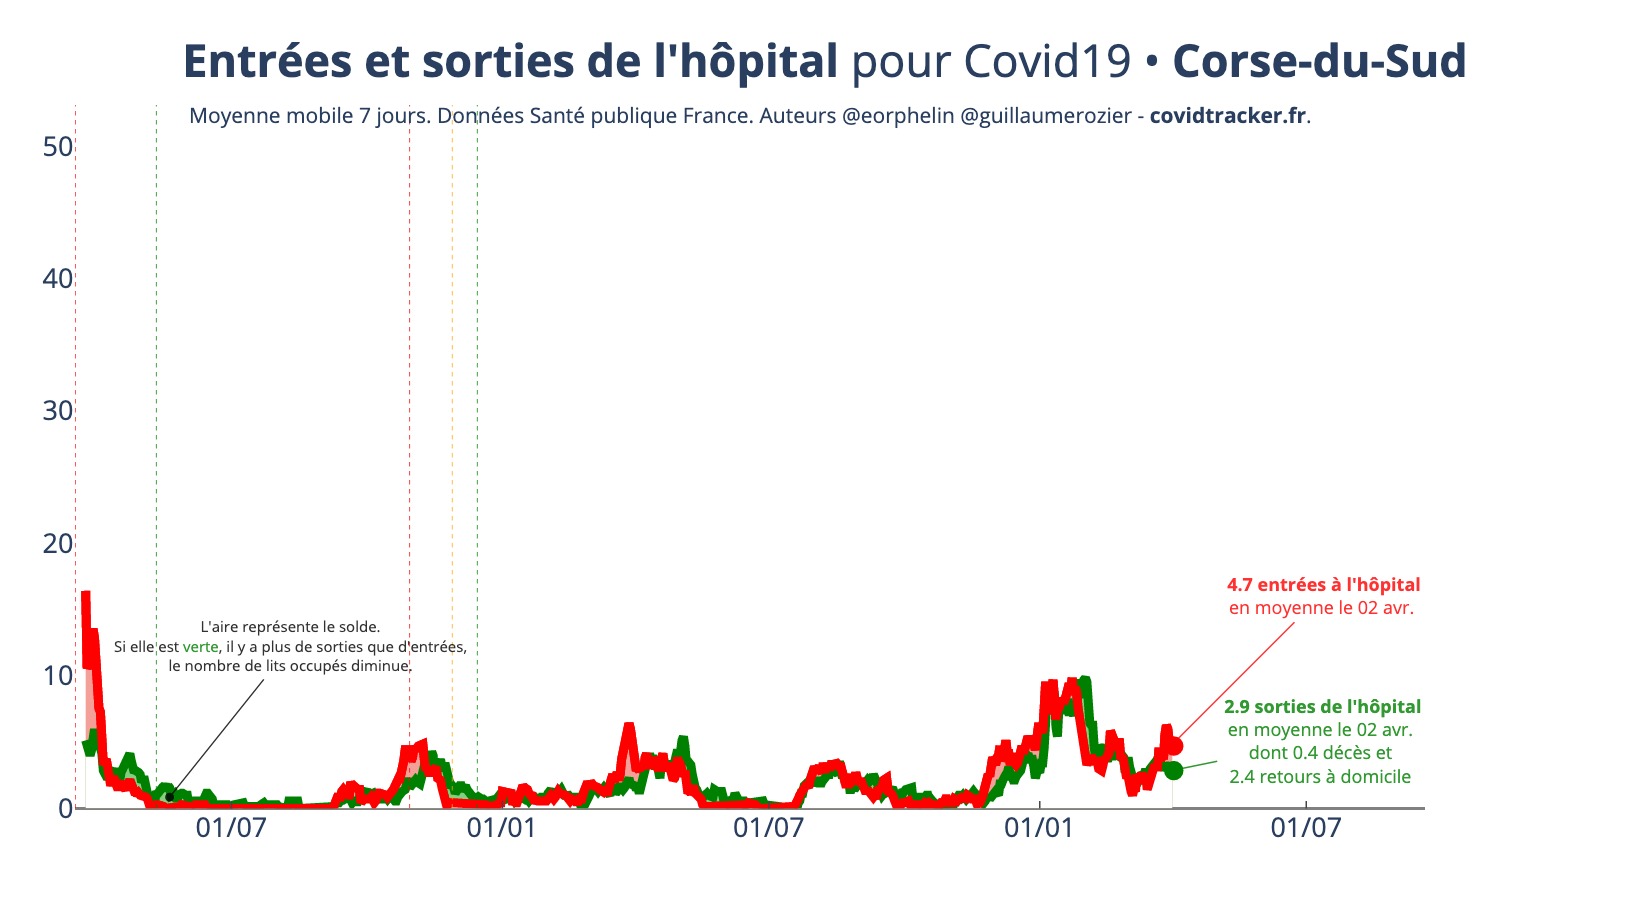 Entrées et sorties de l'hôpital pour Covid19 • Corse-du-Sud
Moyenne mobile 7 jours. Données Santé publique France. Auteurs @eorphelin @guillaumerozier - covidtracker.fr.
50
40
30
20
10
0
L'aire représente le solde.
Si elle est verte, il y a plus de sorties que d'entrées,
le nombre de lits occupés diminue.
4.7 entrées à l'hôpital
en moyenne le 02 avr.
2.9 sorties de l'hôpital
en moyenne le 02 avr.
dont 0.4 décès et
2.4 retours à domicile
01/07
01/01
01/07
01/01
01/07